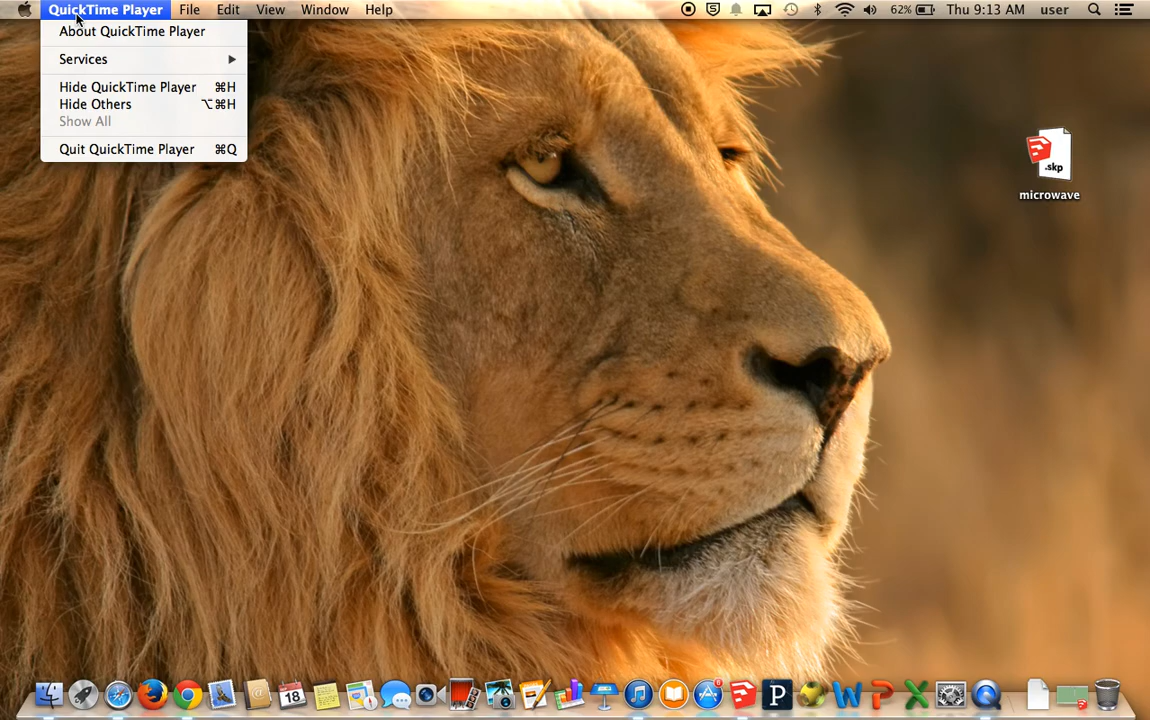 QuickTime Player File Edit View Window Help 62% Thu 9:13 AM user
About QuickTime Player
Services
Hide QuickTime Player ⌘H
Hide Others ⌥⌘H
Show All
Quit QuickTime Player ⌘Q
.skp
microwave
18